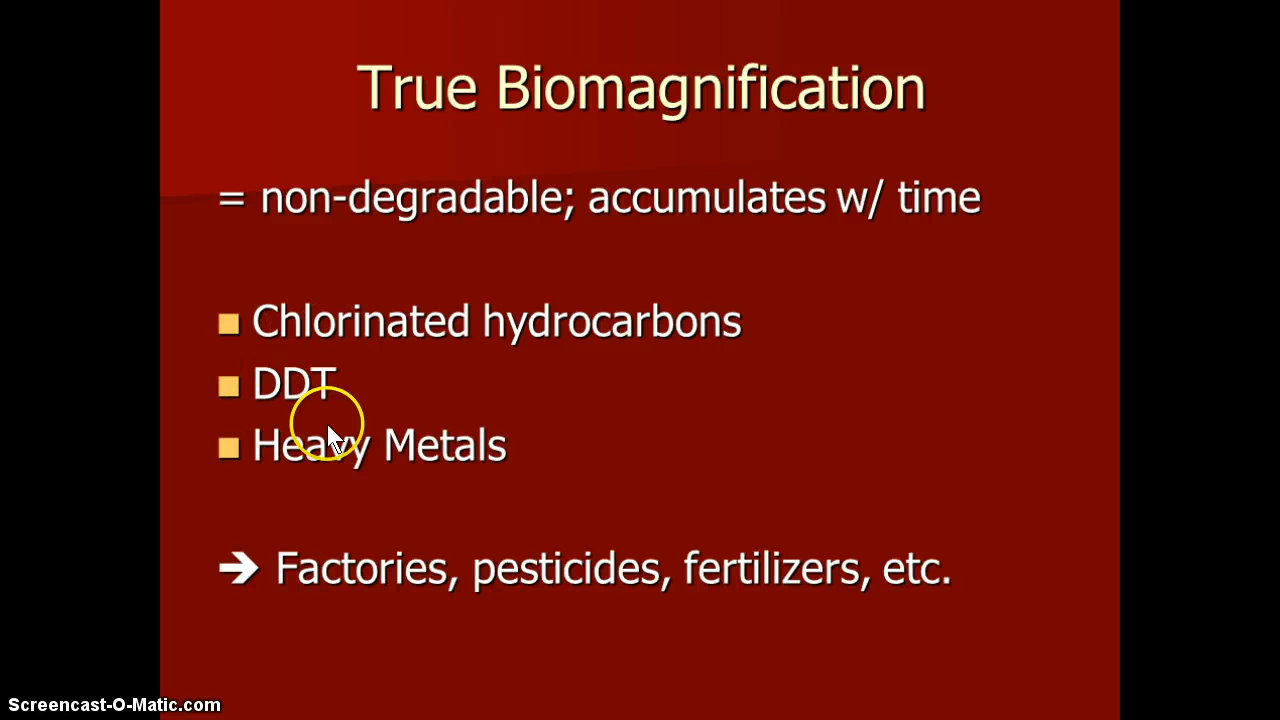 True Biomagnification
= non-degradable; accumulates w/ time
■ Chlorinated hydrocarbons
■ DDT
■ Heavy Metals
➔ Factories, pesticides, fertilizers, etc.
Screencast-O-Matic.com